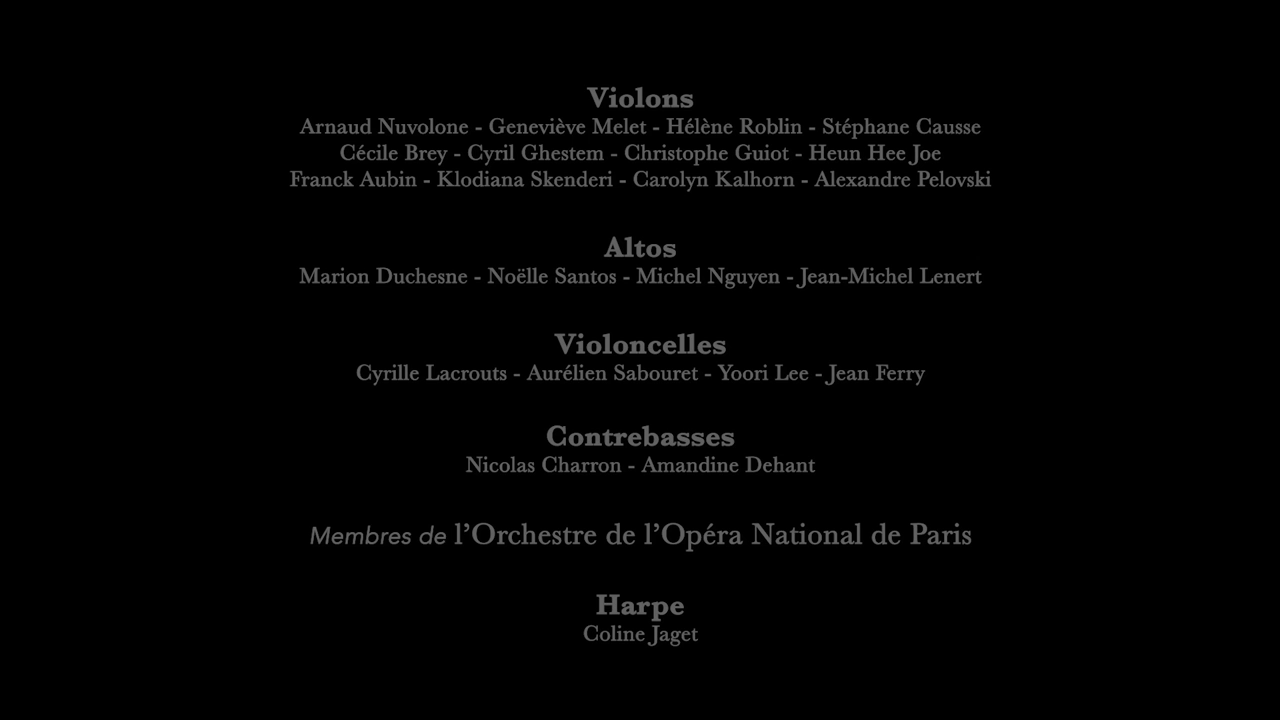 Violons
Arnaud Nuvolone - Geneviève Melet - Hélène Roblin - Stéphane Causse
Cécile Brey - Cyril Ghestem - Christophe Guiot - Heun Hee Joe
Franck Aubin - Klodiana Skenderi - Carolyn Kalhorn - Alexandre Pelovski
Altos
Marion Duchesne - Noëlle Santos - Michel Nguyen - Jean-Michel Lenert
Violoncelles
Cyrille Lacrouts - Aurélien Sabouret - Yoori Lee - Jean Ferry
Contrebasses
Nicolas Charron - Amandine Dehant
Membres de l’Orchestre de l’Opéra National de Paris
Harpe
Coline Jaget